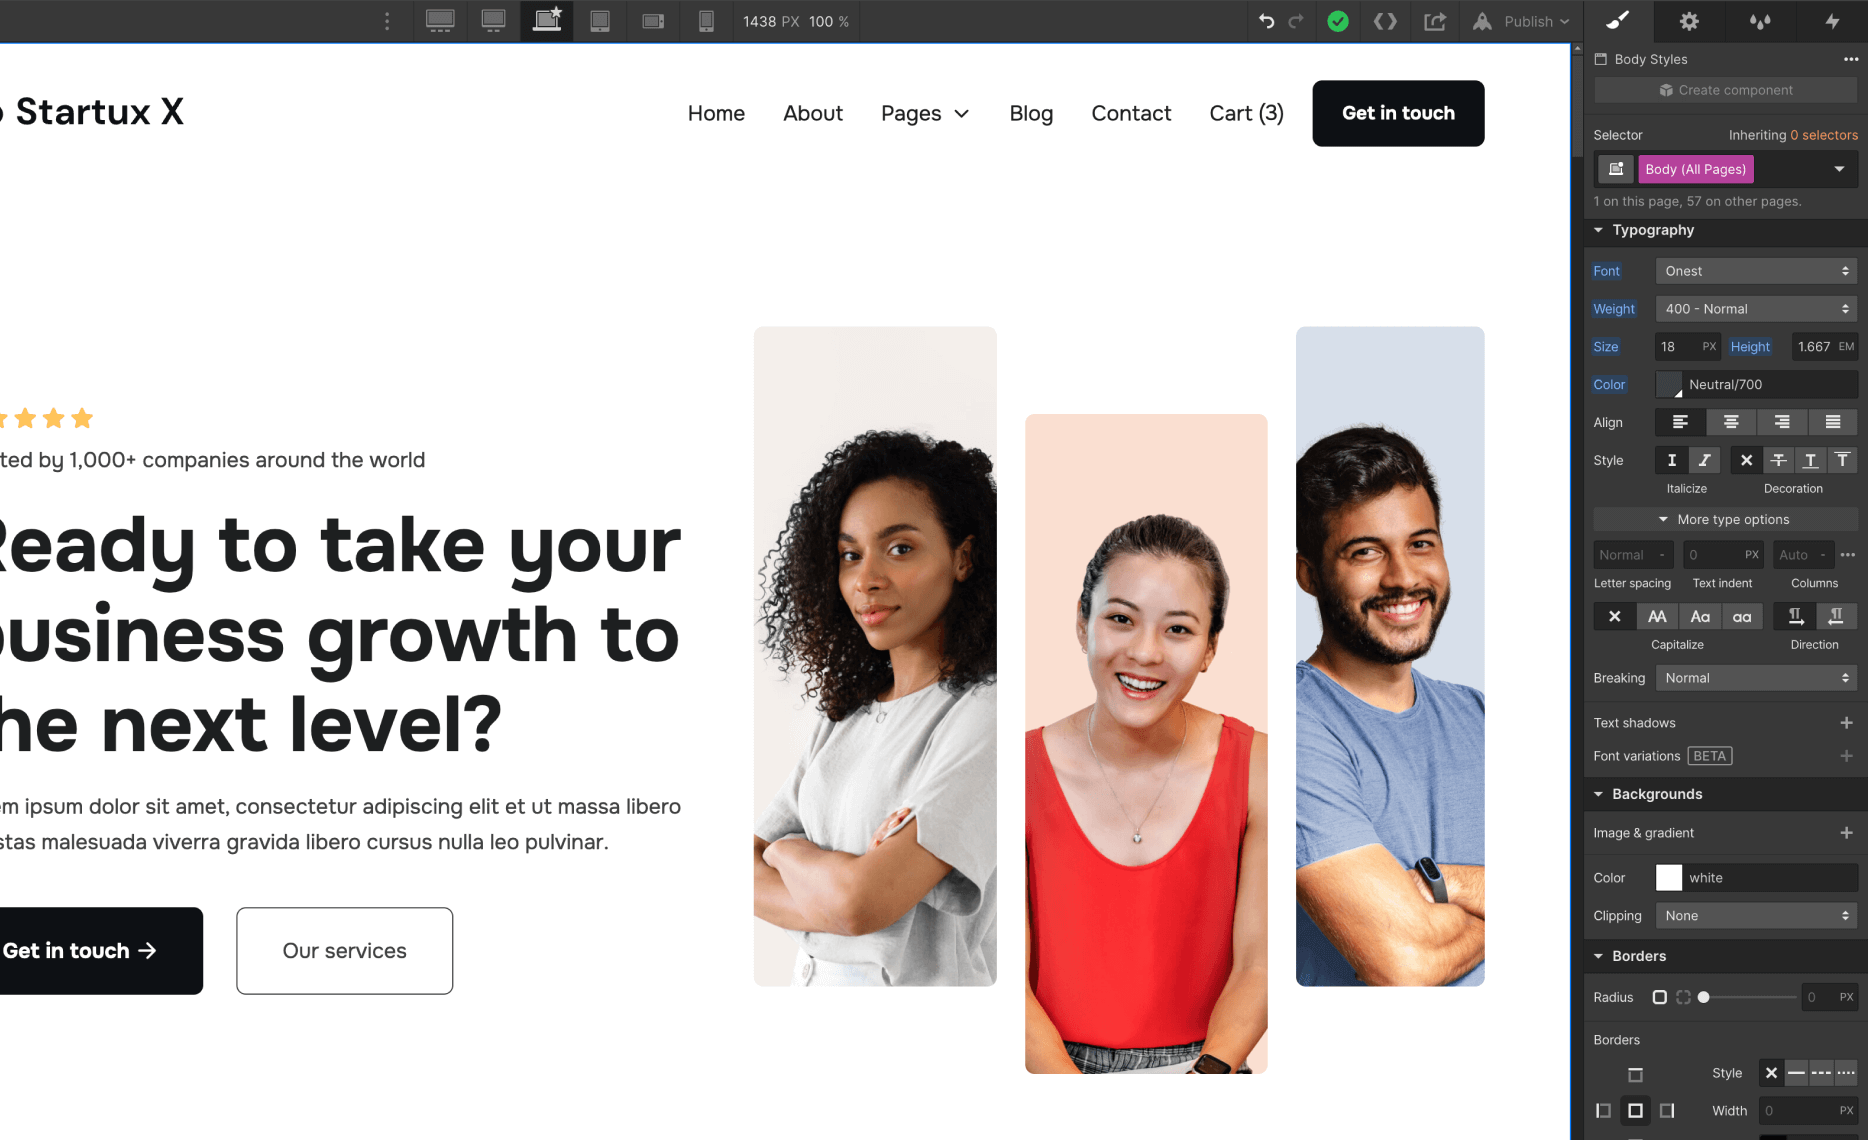 1438 PX 100 %
Publish
Startux X
Home
About
Pages
Blog
Contact
Cart (3)
Get in touch
ted by 1,000+ companies around the world
Ready to take your
business growth to
he next level?
em ipsum dolor sit amet, consectetur adipiscing elit et ut massa libero
stas malesuada viverra gravida libero cursus nulla leo pulvinar.
Get in touch →
Our services
Body Styles
Create component
Selector
Inheriting 0 selectors
Body (All Pages)
1 on this page, 57 on other pages.
Typography
Font Onest
Weight 400 - Normal
Size 18 PX Height 1.667 EM
Color Neutral/700
Align
Style
Italicize Decoration
More type options
Normal - 0 PX Auto -
Letter spacing Text indent Columns
AA Aa aa
Capitalize Direction
Breaking Normal
Text shadows
Font variations BETA
Backgrounds
Image & gradient
Color white
Clipping None
Borders
Radius 0 PX
Borders
Style
Width 0 PX